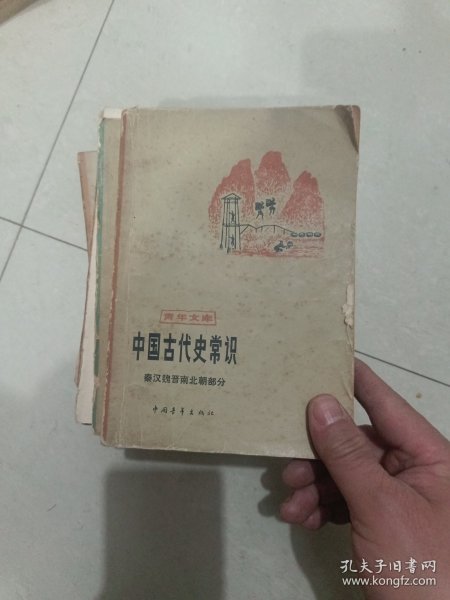 青年文库
中国古代史常识
秦汉魏晋南北朝部分
中国青年出版社
孔夫子旧书网
www.kongfz.com